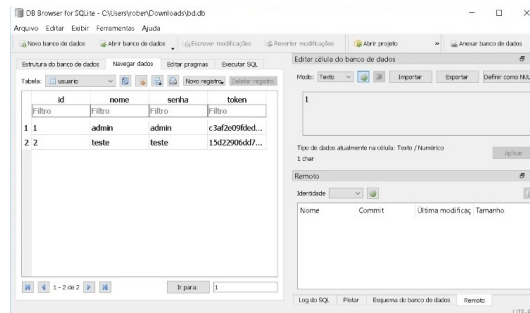 DB Browser for SQLite - C:\Users\rober\Downloads\bd.db
Arquivo Editar Exibir Ferramentas Ajuda
Novo banco de dados Abrir banco de dados Escrever modificações Reverter modificações Abrir projeto » Anexar banco de dados
Estrutura do banco de dados Navegar dados Editar pragmas Executar SQL
Tabela: usuario Novo registro Deletar registro
id nome senha token
Filtro Filtro Filtro Filtro
1 1 admin admin c3af2e09fded...
2 2 teste teste 15d22906dd7...
1 - 2 de 2 Ir para: 1
Editar célula do banco de dados
Modo: Texto Importar Exportar Definir como NUL
1
Tipo de dados atualmente na célula: Texto / Numérico
1 char
Aplicar
Remoto
Identidade
Nome Commit Última modificaç Tamanho
Log do SQL Plotar Esquema do banco de dados Remoto
UTF-8